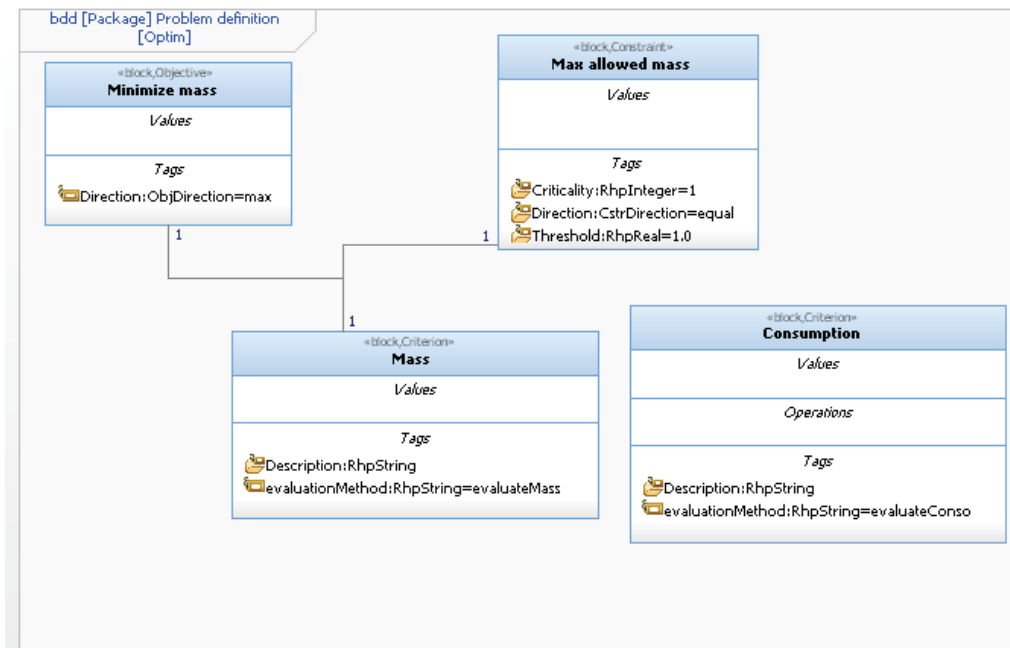 bdd [Package] Problem definition
[Optim]
«block,Objective»
Minimize mass
Values
Tags
Direction:ObjDirection=max
1
«block,Constraint»
Max allowed mass
Values
Tags
Criticality:RhpInteger=1
Direction:CstrDirection=equal
Threshold:RhpReal=1.0
1
1
«block,Criterion»
Mass
Values
Tags
Description:RhpString
evaluationMethod:RhpString=evaluateMass
«block,Criterion»
Consumption
Values
Operations
Tags
Description:RhpString
evaluationMethod:RhpString=evaluateConso